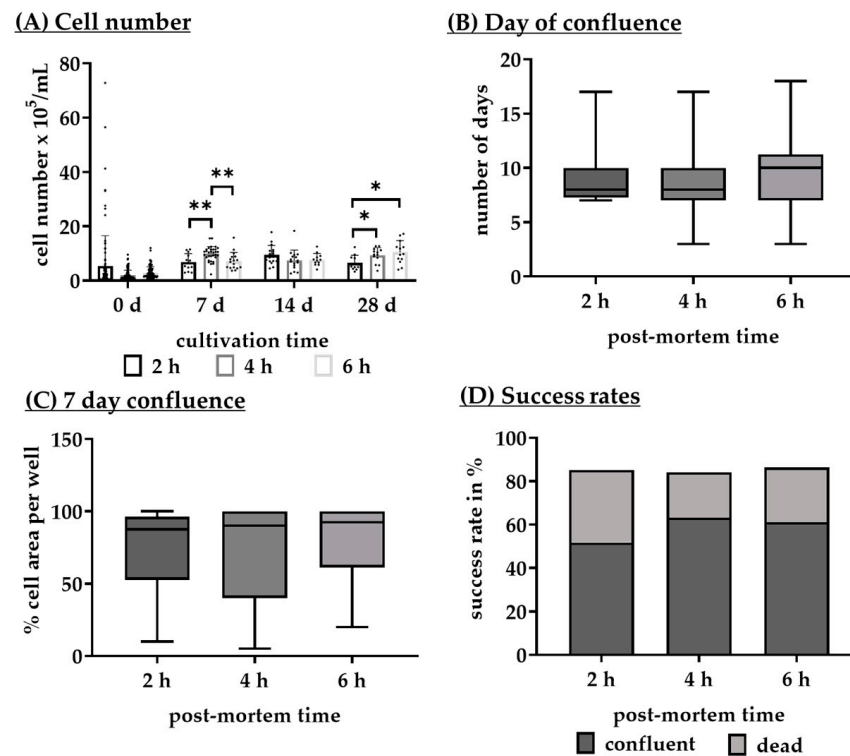 (A) Cell number
cell number x 10⁵/mL
80
60
40
20
0
**
**
*
*
0 d 7 d 14 d 28 d
cultivation time
2 h 4 h 6 h
(B) Day of confluence
number of days
20
15
10
5
0
2 h 4 h 6 h
post-mortem time
(C) 7 day confluence
% cell area per well
150
100
50
0
2 h 4 h 6 h
post-mortem time
(D) Success rates
success rate in %
100
80
60
40
20
0
2 h 4 h 6 h
post-mortem time
confluent dead